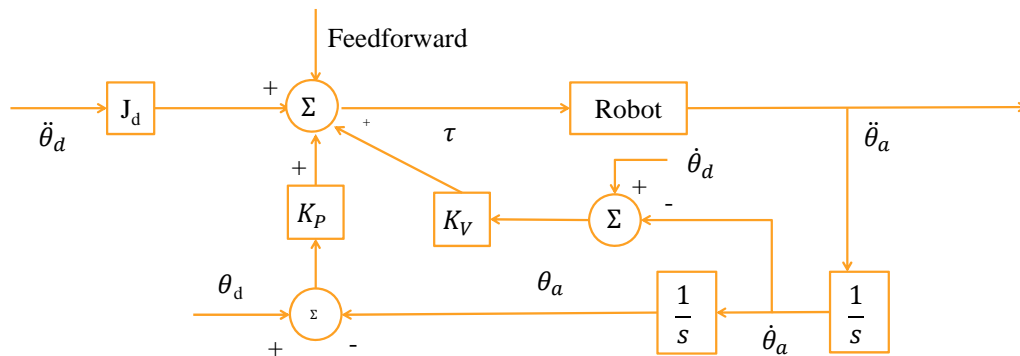 Feedforward
+
J_d
Σ
Robot
θ̈_d
+
τ
θ̈_a
+
θ̇_d
+
-
K_P
K_V
Σ
θ_d
θ_a
1/s
1/s
Σ
θ̇_a
+
-